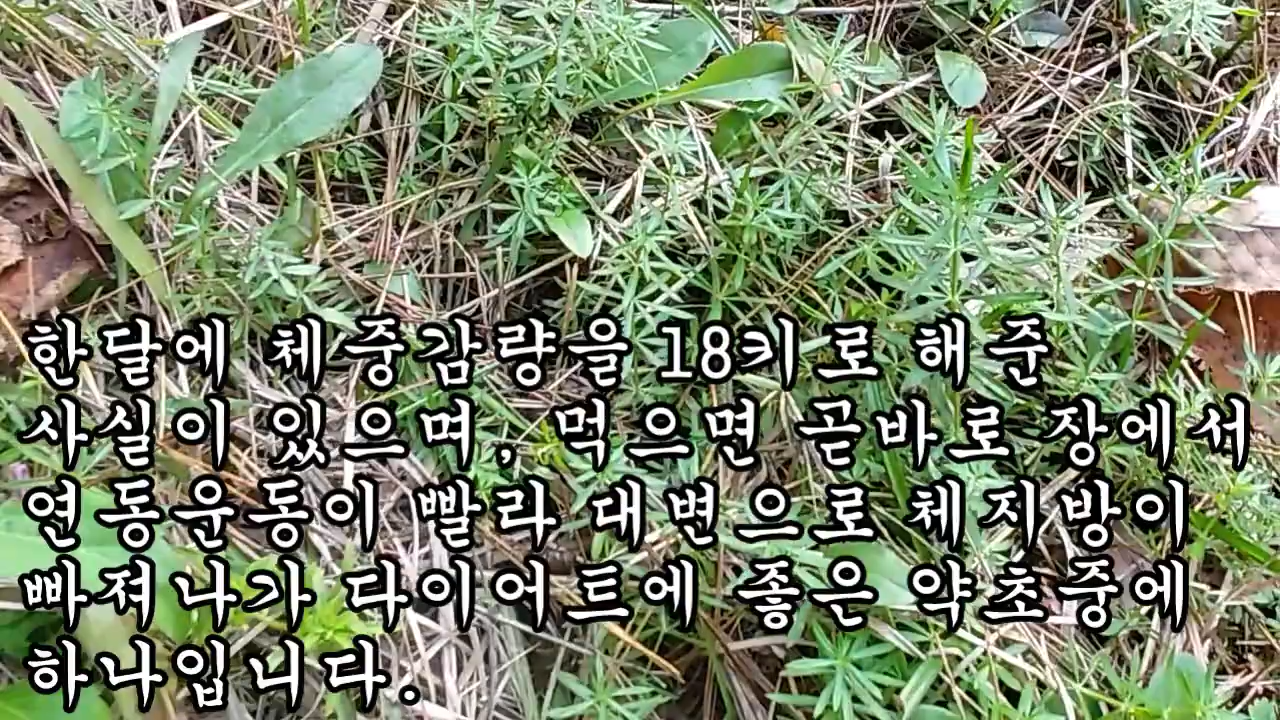 한달에 체중감량을 18키로 해준
사실이 있으며, 먹으면 곧바로 장에서
연동운동이 빨라 대변으로 체지방이
빠져나가 다이어트에 좋은 약초중에
하나입니다.